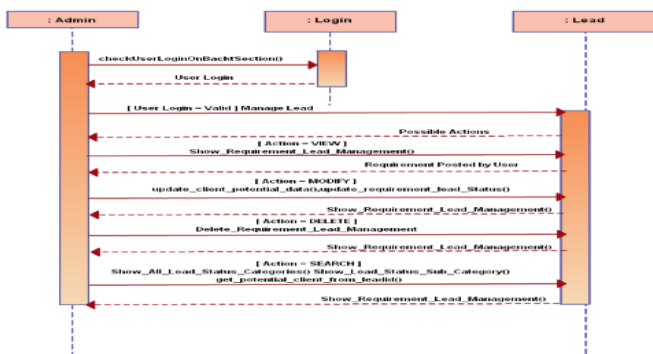 : Admin
: Login
: Lead
checkUserLoginOnBacktSection()
User Login
[ User Login = Valid ] Manage Lead
Possible Actions
[ Action = VIEW ]
Show_Requirement_Lead_Management()
Requirement Posted by User
[ Action = MODIFY ]
update_client_potential_data(),update_requirement_lead_Status()
Show_Requirement_Lead_Management()
[ Action = DELETE ]
Delete_Requirement_Lead_Management
Show_Requirement_Lead_Management()
[ Action = SEARCH ]
Show_All_Lead_Status_Categories() Show_Lead_Status_Sub_Category()
get_potential_client_from_leadid()
Show_Requirement_Lead_Management()